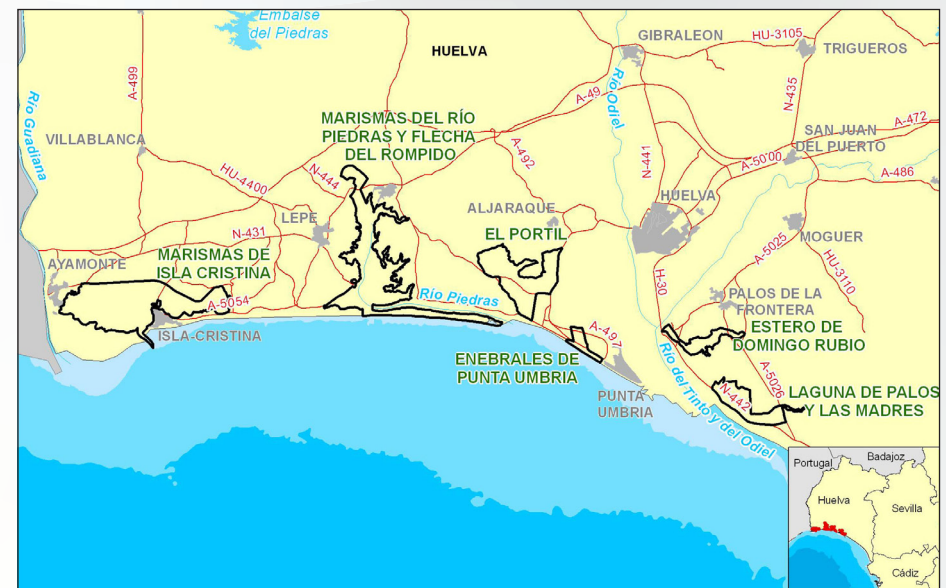 Embalse
del Piedras
HUELVA
GIBRALEON
HU-3105
TRIGUEROS
A-499
Río Guadiana
VILLABLANCA
MARISMAS DEL RÍO
PIEDRAS Y FLECHA
DEL ROMPIDO
A-49
Río Odiel
N-435
A-472
A-492
N-441
SAN JUAN
DEL PUERTO
A-50'00
A-486
HU-4400
N-444
LEPE
ALJARAQUE
HUELVA
EL PORTIL
N-431
MOGUER
A-5025
HU-3110
MARISMAS DE
ISLA CRISTINA
AYAMONTE
A-5054
Río Piedras
H-30
PALOS DE LA
FRONTERA
ISLA-CRISTINA
A-497
ESTERO DE
DOMINGO RUBIO
ENEBRALES DE
PUNTA UMBRIA
PUNTA
UMBRIA
Río del Tinto y del Odiel
N-442
A-5026
LAGUNA DE PALOS
Y LAS MADRES
Portugal
Badajoz
Huelva
Sevilla
Cádiz